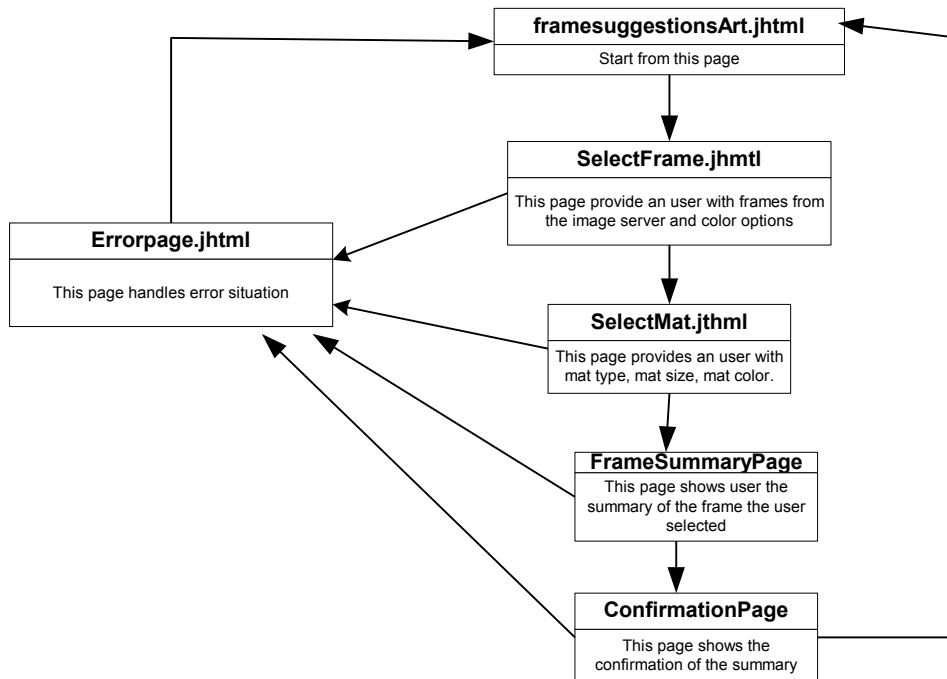 framesuggestionsArt.jhtml
Start from this page
SelectFrame.jhmtl
This page provide an user with frames from
the image server and color options
Errorpage.jhtml
This page handles error situation
SelectMat.jthml
This page provides an user with
mat type, mat size, mat color.
FrameSummaryPage
This page shows user the
summary of the frame the user
selected
ConfirmationPage
This page shows the
confirmation of the summary